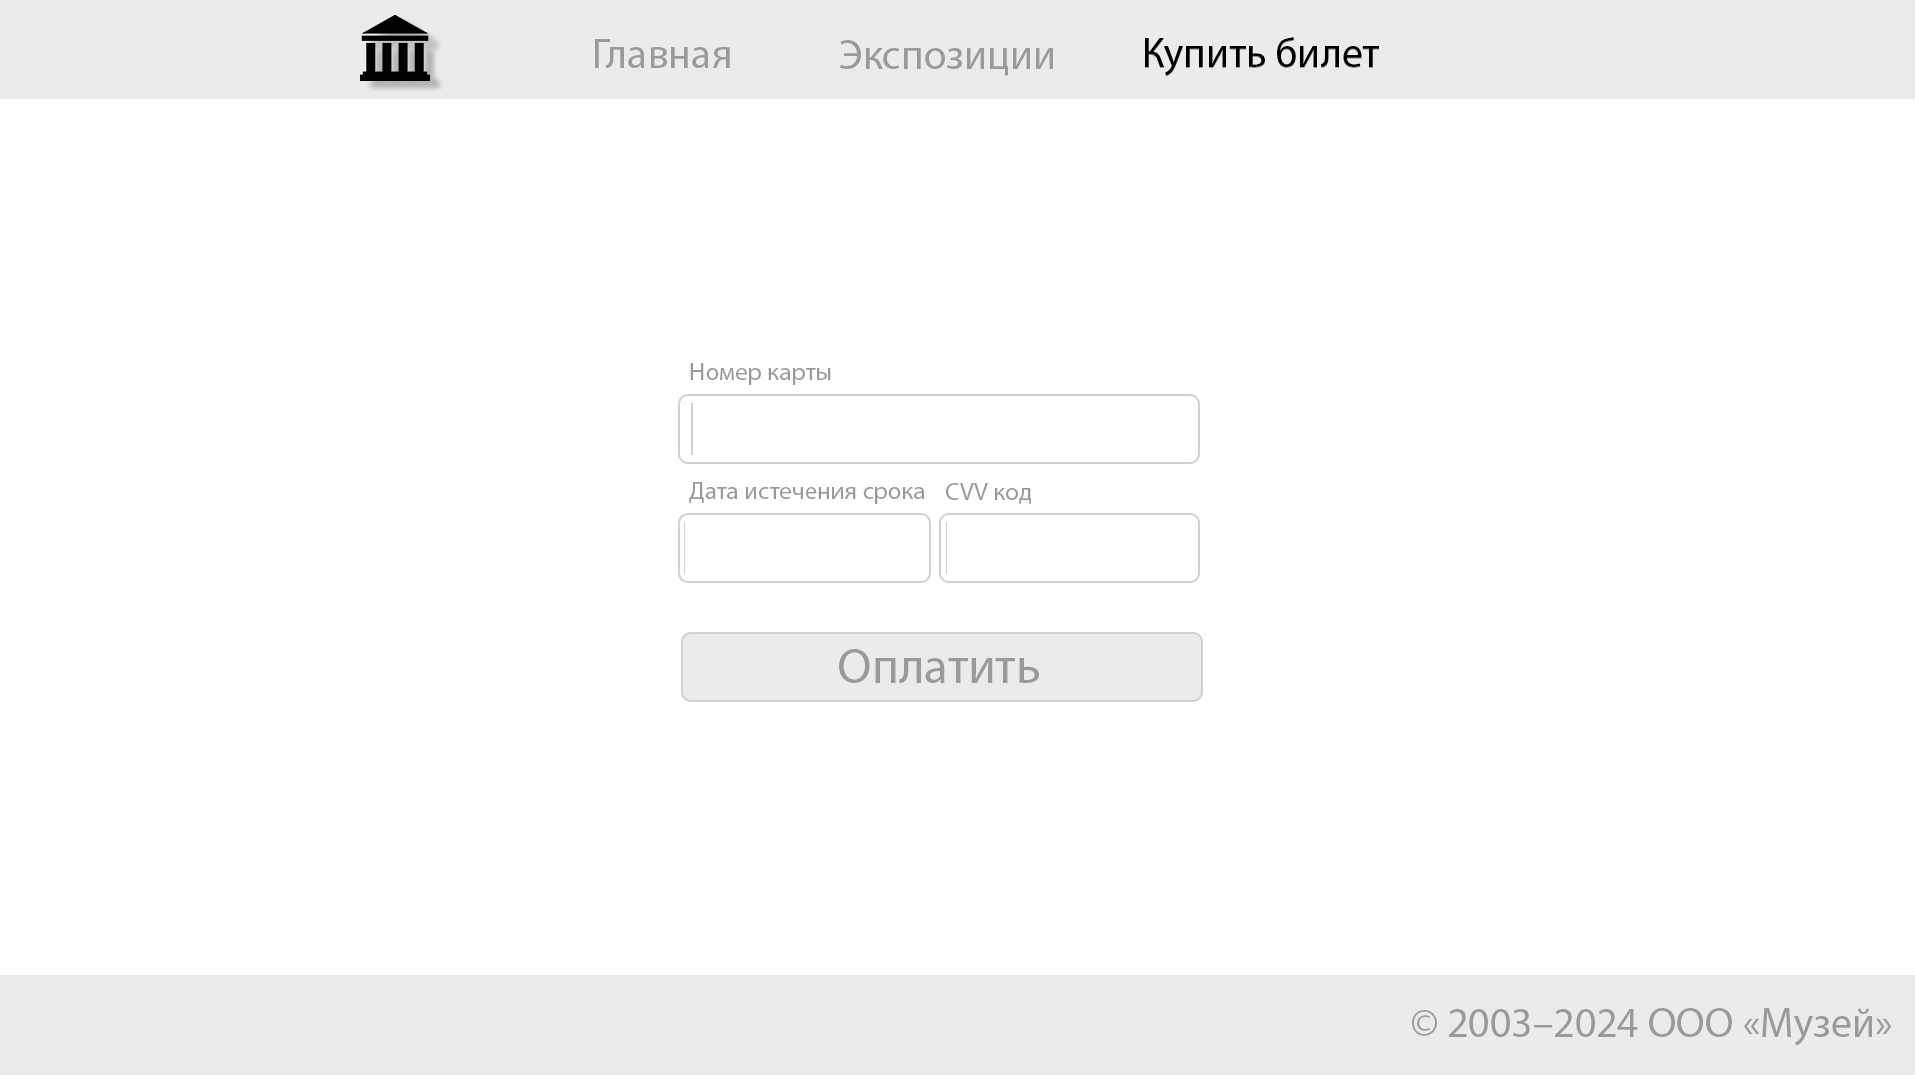 Главная Экспозиции Купить билет
Номер карты
Дата истечения срока CVV код
Оплатить
© 2003–2024 ООО «Музей»